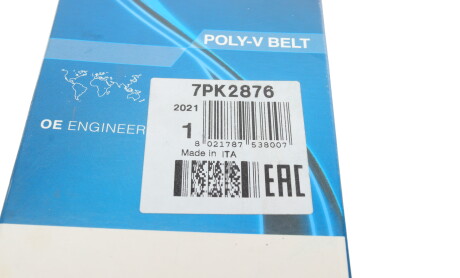 POLY-V BELT
7PK2876
2021
1
8 021787 538007
Made in ITA
OE ENGINEER
EAC